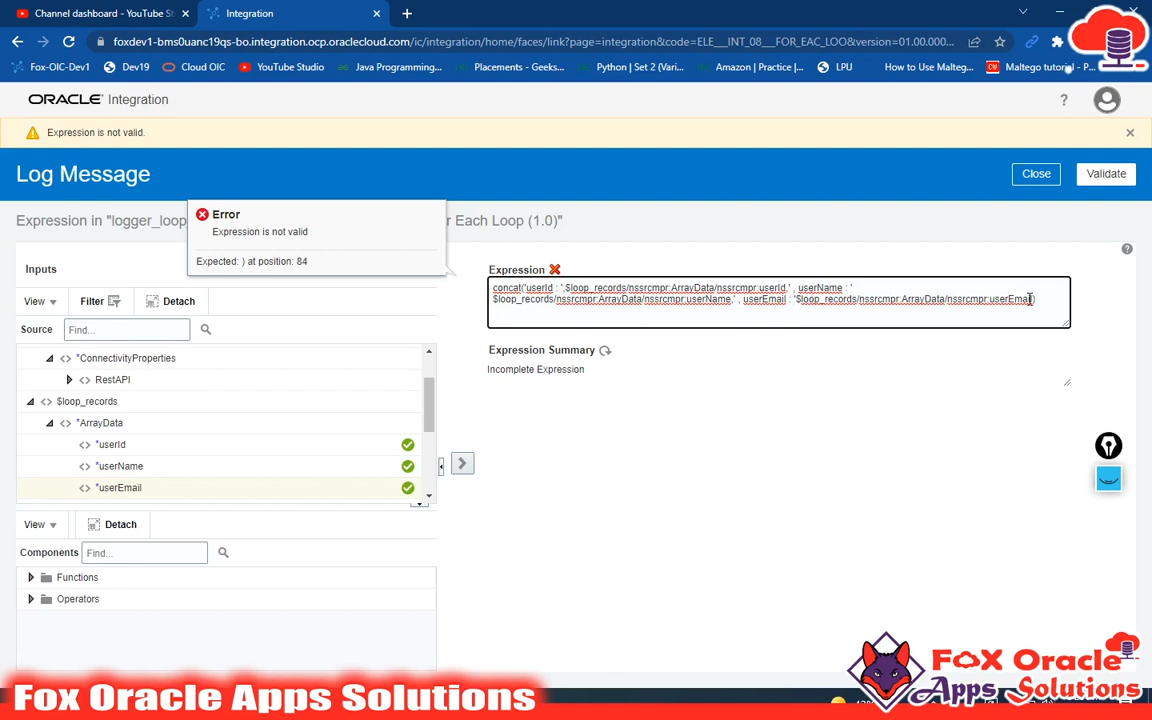 Channel dashboard - YouTube St
Integration
foxdev1-bms0uanc19qs-bo.integration.ocp.oraclecloud.com/ic/integration/home/faces/link?page=integration&code=ELE__INT_08__FOR_EAC_LOO&version=01.00.000...
Fox-OIC-Dev1
Dev19
Cloud OIC
YouTube Studio
Java Programming...
Placements - Geeks...
Python | Set 2 (Vari...
Amazon | Practice |...
LPU
How to Use Malteg...
Maltego tutorial - P...
ORACLE Integration
?
Expression is not valid.
Log Message
Close
Validate
Expression in "logger_loop
r Each Loop (1.0)"
Error
Expression is not valid
Expected: ) at position: 84
Inputs
View
Filter
Detach
Source
Find...
*ConnectivityProperties
RestAPI
$loop_records
*ArrayData
*userId
*userName
*userEmail
View
Detach
Components
Find...
Functions
Operators
Expression
concat('userId : ',$loop_records/nssrcmpr:ArrayData/nssrcmpr:userId,' , userName : '
$loop_records/nssrcmpr:ArrayData/nssrcmpr:userName,' , userEmail : '$loop_records/nssrcmpr:ArrayData/nssrcmpr:userEmail)
Expression Summary
Incomplete Expression
Fox Oracle Apps Solutions
FOX Oracle
Apps Solutions